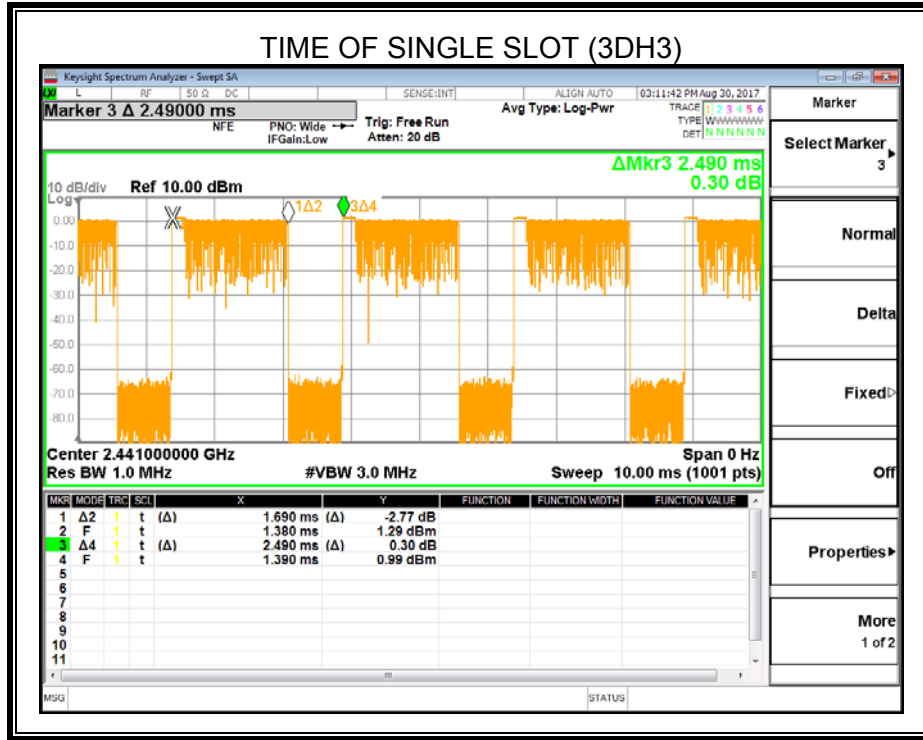 TIME OF SINGLE SLOT (3DH3)
Keysight Spectrum Analyzer - Swept SA
LXI L RF 50 Ω DC SENSE:INT ALIGN AUTO 03:11:42 PM Aug 30, 2017
Marker 3 Δ 2.49000 ms
NFE
PNO: Wide
IFGain:Low
Trig: Free Run
Atten: 20 dB
Avg Type: Log-Pwr
TRACE 1 2 3 4 5 6
TYPE WWWWWW
DET N N N N N N
ΔMkr3 2.490 ms
0.30 dB
10 dB/div Ref 10.00 dBm
Log
1Δ2
3Δ4
0.00
-10.0
-20.0
-30.0
-40.0
-50.0
-60.0
-70.0
-80.0
Center 2.441000000 GHz Span 0 Hz
Res BW 1.0 MHz #VBW 3.0 MHz Sweep 10.00 ms (1001 pts)
MKR MODE TRC SCL X Y FUNCTION FUNCTION WIDTH FUNCTION VALUE
1 Δ2 1 t (Δ) 1.690 ms (Δ) -2.77 dB
2 F 1 t 1.380 ms 1.29 dBm
3 Δ4 1 t (Δ) 2.490 ms (Δ) 0.30 dB
4 F 1 t 1.390 ms 0.99 dBm
5
6
7
8
9
10
11
MSG STATUS
Marker
Select Marker
3
Normal
Delta
Fixed
Off
Properties
More
1 of 2